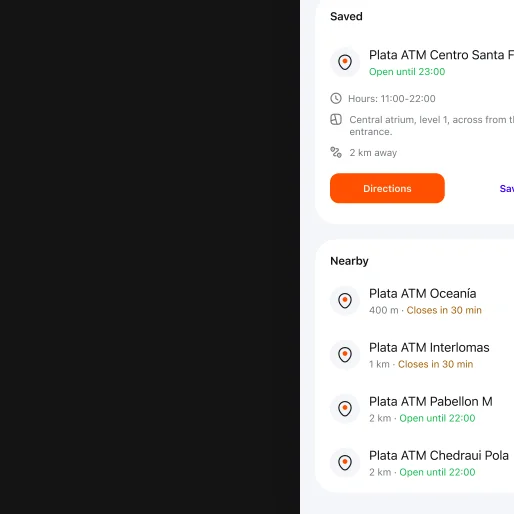 Saved
Plata ATM Centro Santa F
Open until 23:00
Hours: 11:00-22:00
Central atrium, level 1, across from th
entrance.
2 km away
Directions
Sav
Nearby
Plata ATM Oceanía
400 m · Closes in 30 min
Plata ATM Interlomas
1 km · Closes in 30 min
Plata ATM Pabellon M
2 km · Open until 22:00
Plata ATM Chedraui Pola
2 km · Open until 22:00